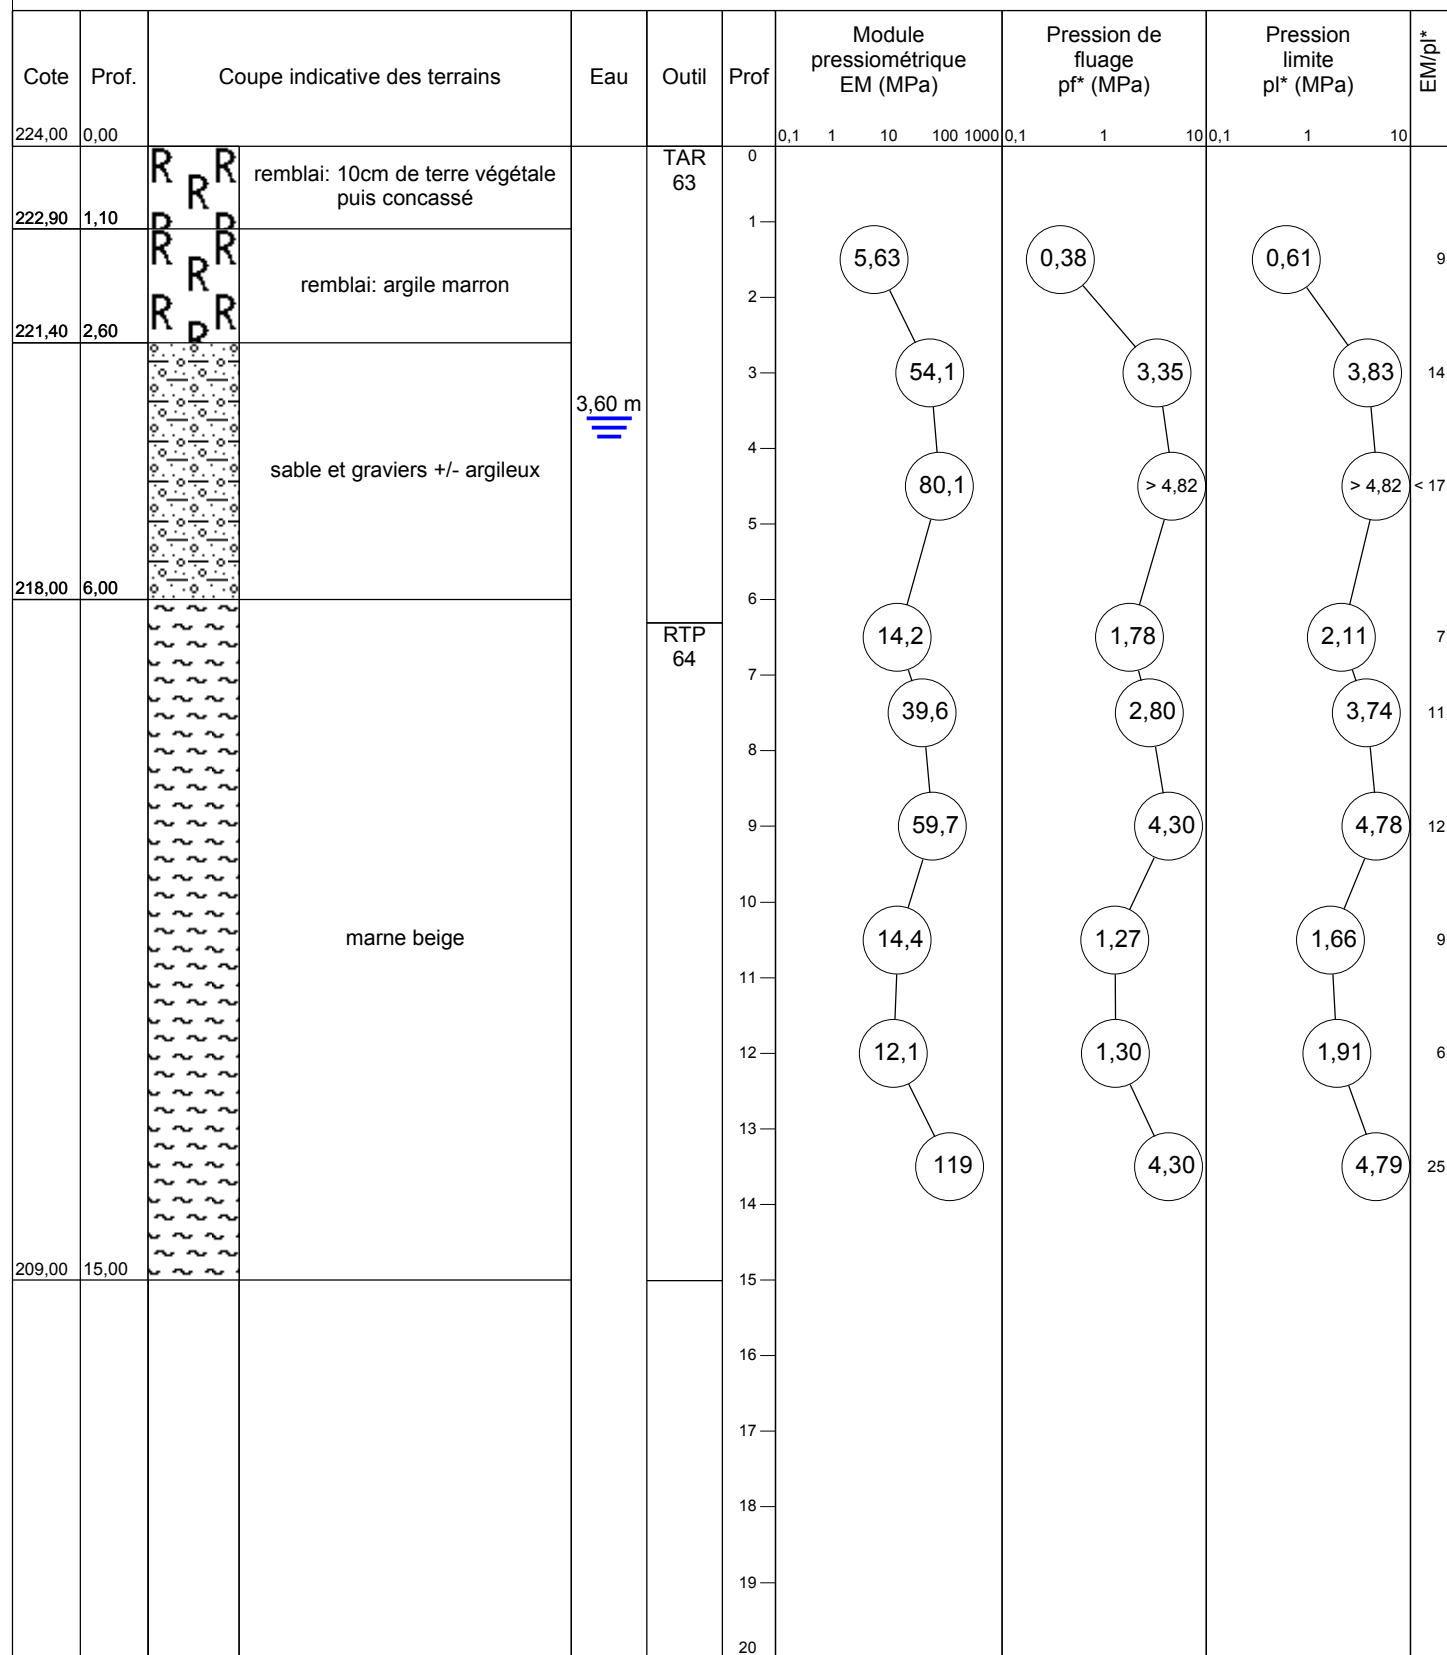 Cote
Prof.
Coupe indicative des terrains
Eau
Outil
Prof
Module
pressiométrique
EM (MPa)
Pression de
fluage
pf* (MPa)
Pression
limite
pl* (MPa)
EM/pl*
224,00 0,00
0,1 1 10 100 1000
0,1 1 10
0,1 1 10
R R R R R
remblai: 10cm de terre végétale
puis concassé
TAR
63
0
222,90 1,10
1
R R R R R R
remblai: argile marron
5,63 0,38 0,61 9
2
221,40 2,60
3 54,1 3,35 3,83 14
3,60 m
4
sable et graviers +/- argileux
80,1 > 4,82 > 4,82 < 17
5
218,00 6,00
6
RTP
64
14,2 1,78 2,11 7
7
39,6 2,80 3,74 11
8
9 59,7 4,30 4,78 12
10
marne beige
14,4 1,27 1,66 9
11
12 12,1 1,30 1,91 6
13
119 4,30 4,79 25
14
209,00 15,00
15
16
17
18
19
20